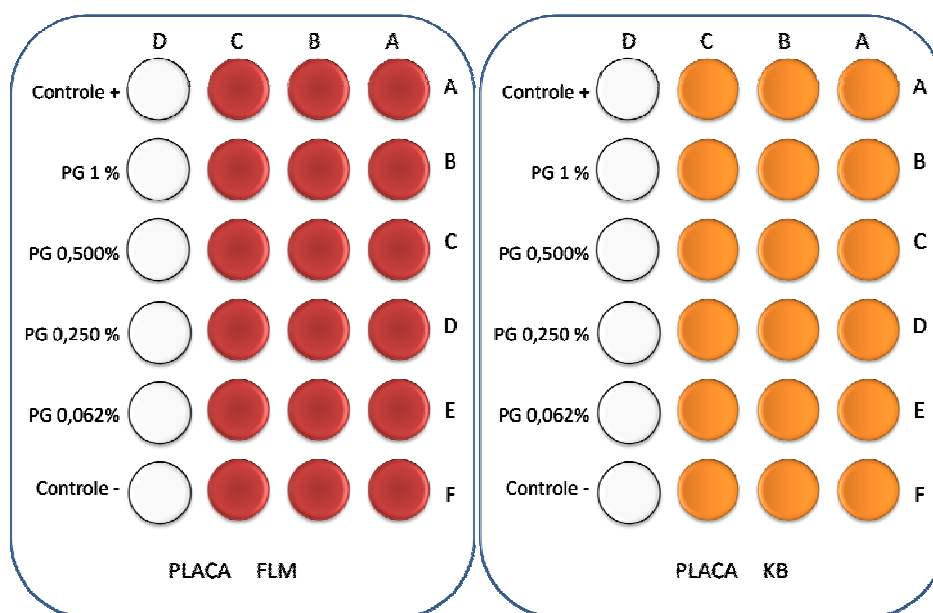 D C B A
Controle + A
PG 1 % B
PG 0,500% C
PG 0,250 % D
PG 0,062% E
Controle - F
PLACA FLM
D C B A
Controle + A
PG 1 % B
PG 0,500% C
PG 0,250 % D
PG 0,062% E
Controle - F
PLACA KB